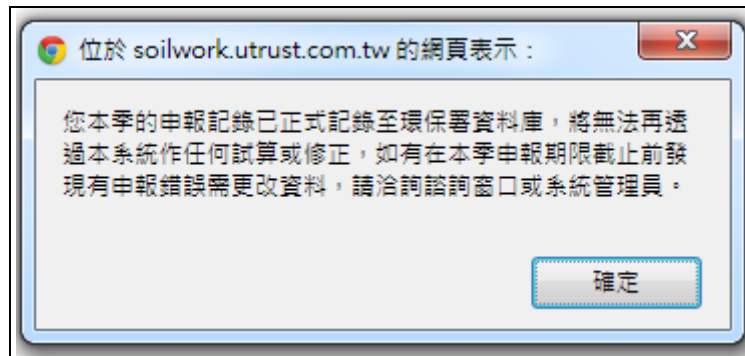 位於 soilwork.utrust.com.tw 的網頁表示：
您本季的申報記錄已正式記錄至環保署資料庫，將無法再透
過本系統作任何試算或修正，如有在本季申報期限截止前發
現有申報錯誤需更改資料，請洽詢諮詢窗口或系統管理員。
確定